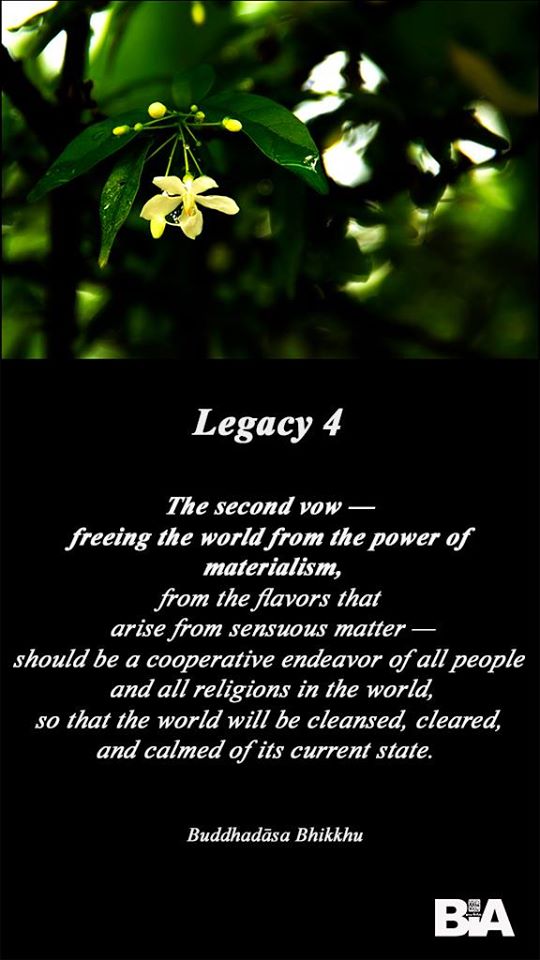 Legacy 4
The second vow —
freeing the world from the power of
materialism,
from the flavors that
arise from sensuous matter —
should be a cooperative endeavor of all people
and all religions in the world,
so that the world will be cleansed, cleared,
and calmed of its current state.
Buddhadāsa Bhikkhu
BIA